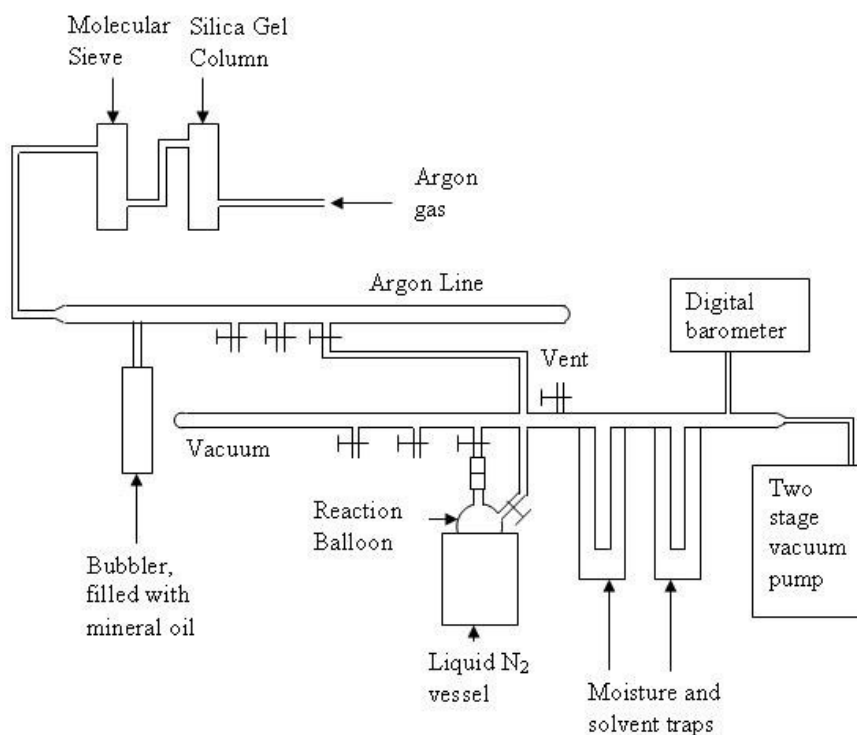 Molecular
Sieve
Silica Gel
Column
Argon
gas
Argon Line
Digital
barometer
Vent
Vacuum
Two
stage
vacuum
pump
Reaction
Balloon
Bubbler,
filled with
mineral oil
Liquid N₂
vessel
Moisture and
solvent traps